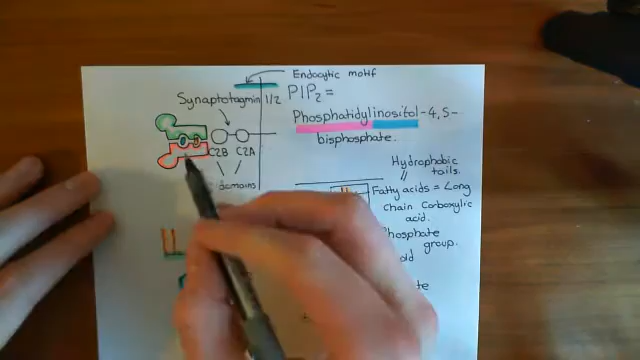 Endocytic motif
Synaptotagmin 1/2
PIP2 =
Phosphatidylinositol-4,5-
bisphosphate.
C2B C2A
domains
Hydrophobic
tails.
Fatty acids = Long
chain Carboxylic
acid.
Phosphate
group.